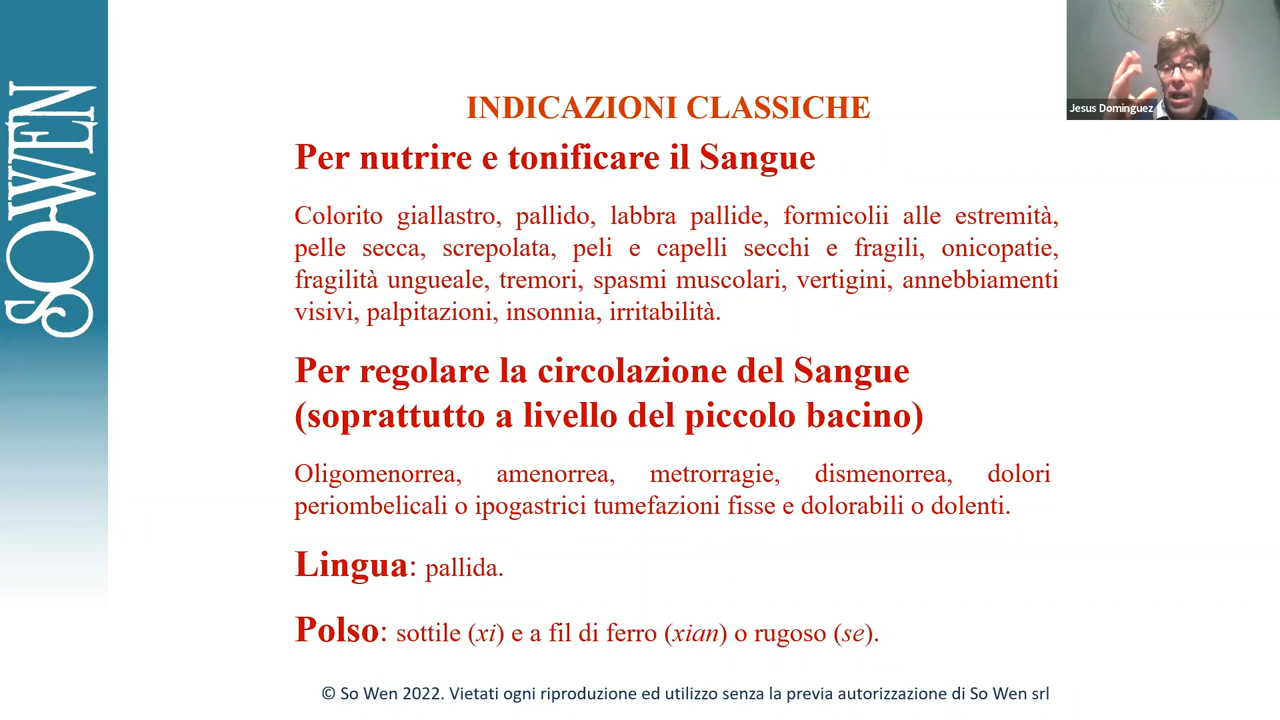 SO-WEN
Jesus Dominguez
INDICAZIONI CLASSICHE
Per nutrire e tonificare il Sangue
Colorito giallastro, pallido, labbra pallide, formicolii alle estremità,
pelle secca, screpolata, peli e capelli secchi e fragili, onicopatie,
fragilità ungueale, tremori, spasmi muscolari, vertigini, annebbiamenti
visivi, palpitazioni, insonnia, irritabilità.
Per regolare la circolazione del Sangue
(soprattutto a livello del piccolo bacino)
Oligomenorrea, amenorrea, metrorragie, dismenorrea, dolori
periombelicali o ipogastrici tumefazioni fisse e dolorabili o dolenti.
Lingua: pallida.
Polso: sottile (xi) e a fil di ferro (xian) o rugoso (se).
© So Wen 2022. Vietati ogni riproduzione ed utilizzo senza la previa autorizzazione di So Wen srl